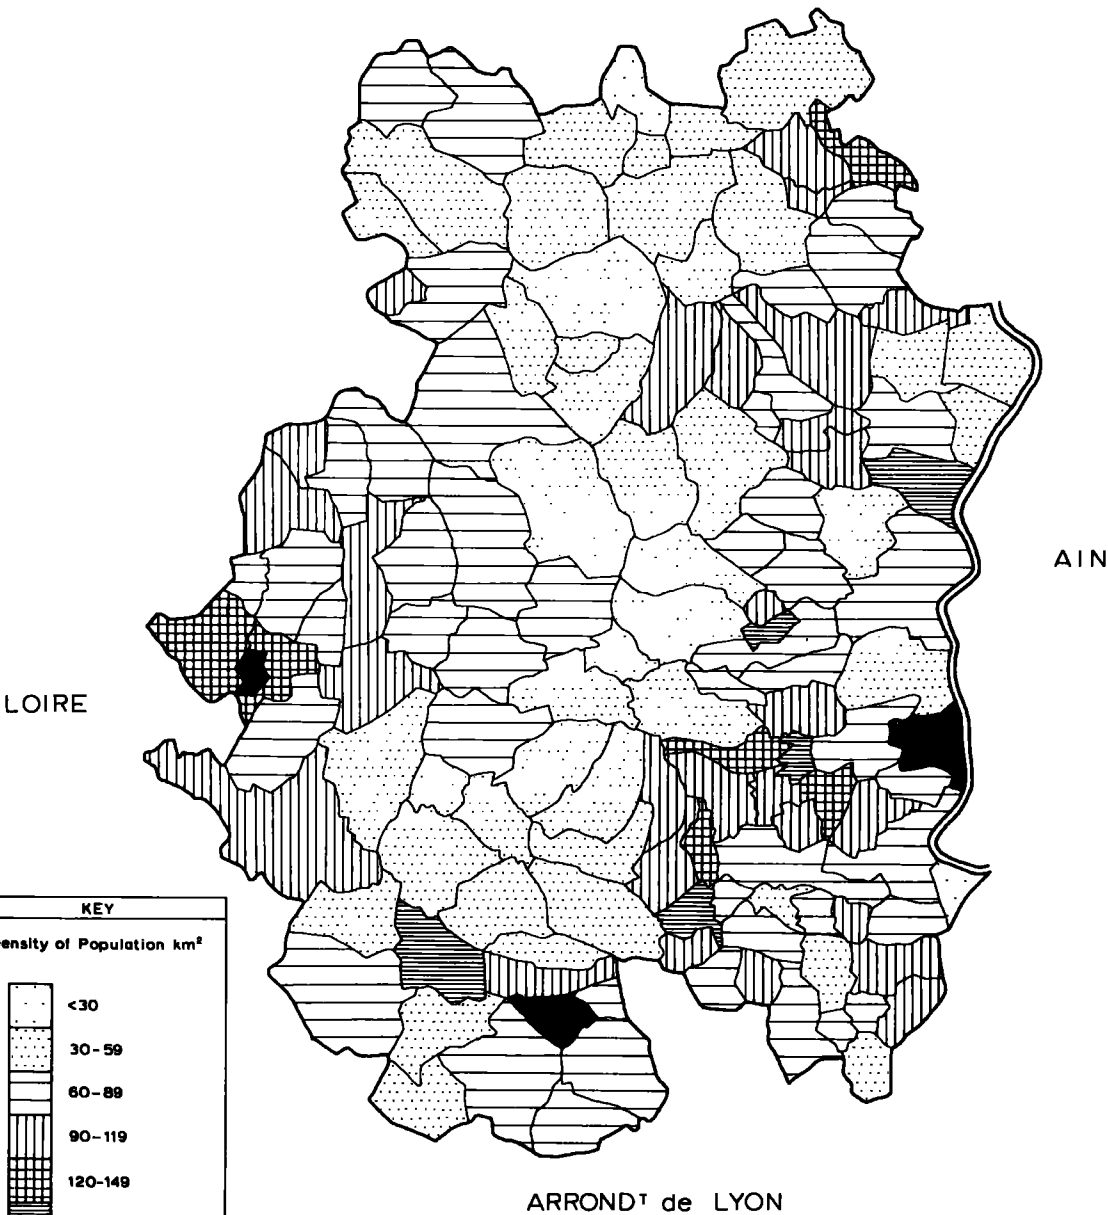 AIN
LOIRE
KEY
ensity of Population km²
<30
30-59
60-89
90-119
120-149
ARRONDᵀ de LYON